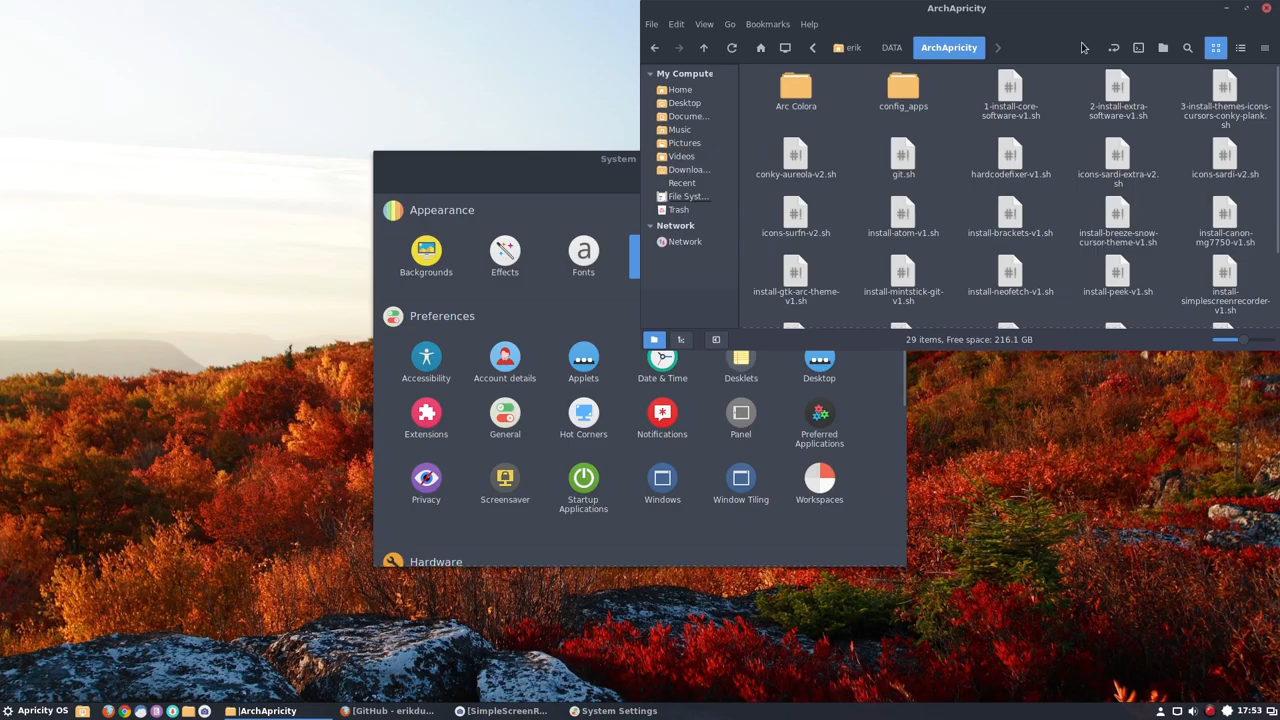 ArchApricity
File Edit View Go Bookmarks Help
erik DATA ArchApricity
My Compute
Home
Desktop
Docume...
Music
Pictures
Videos
Downloa...
Recent
File Syst...
Trash
Network
Network
Arc Colora
config_apps
1-install-core-
software-v1.sh
2-install-extra-
software-v1.sh
3-install-themes-icons-
cursors-conky-plank.
sh
conky-aureola-v2.sh
git.sh
hardcodefixer-v1.sh
icons-sardi-extra-v2.
sh
icons-sardi-v2.sh
icons-surfn-v2.sh
install-atom-v1.sh
install-brackets-v1.sh
install-breeze-snow-
cursor-theme-v1.sh
install-canon-
mg7750-v1.sh
install-gtk-arc-theme-
v1.sh
install-mintstick-git-
v1.sh
install-neofetch-v1.sh
install-peek-v1.sh
install-
simplescreenrecorder-
v1.sh
29 items, Free space: 216.1 GB
System
Appearance
Backgrounds
Effects
Fonts
Preferences
Accessibility
Account details
Applets
Date & Time
Desklets
Desktop
Extensions
General
Hot Corners
Notifications
Panel
Preferred
Applications
Privacy
Screensaver
Startup
Applications
Windows
Window Tiling
Workspaces
Hardware
Apricity OS
ArchApricity
[GitHub - erikdu...
[SimpleScreenR...
System Settings
17:53